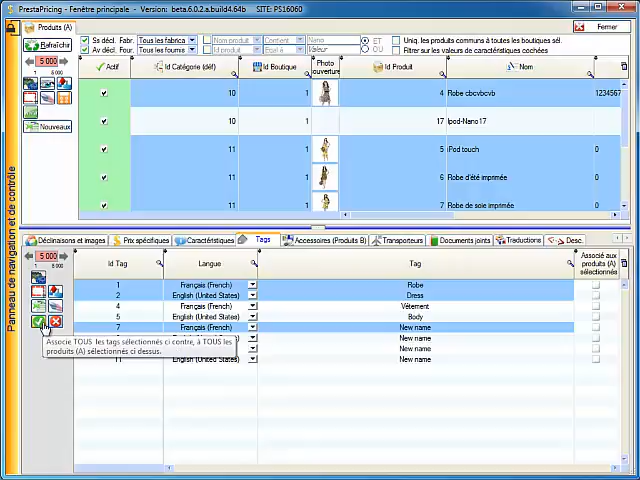 PrestaPricing - Fenêtre principale - Version: beta.6.0.2.a.build4.64b SITE: PS16060
Produits (A)
Fermer
Rafraîchir
Ss décl. Fabr. Tous les fabrica
Av décl. Four. Tous les fournis
Nom produit Contient Nano ET
Id produit Egal à Valeur OU
Uniq. les produits communs à toutes les boutiques sél.
Filtrer sur les valeurs de caractéristiques cochées
5 000
Actif Id Catégorie (déf) Id Boutique Photo couverture Id Produit Nom
10 1 4 Robe cbcvbcvb 1234567
10 1 17 Ipod-Nano17
11 1 5 iPod touch 0
11 1 6 Robe d'été imprimée 0
11 1 7 Robe de soie imprimée 0
Nouveaux
Panneau de navigation et de contrôle
Déclinaisons et images Prix spécifiques Caractéristiques Tags Accessoires (Produits B) Transporteurs Documents joints Traductions Desc.
5 000
Id Tag Langue Tag Associé aux produits (A) sélectionnés
1 Français (French) Robe
2 English (United States) Dress
4 Français (French) Vêtement
5 English (United States) Body
7 Français (French) New name
New name
New name
11 English (United States) New name
Associe TOUS les tags sélectionnés ci contre, à TOUS les
produits (A) sélectionnés ci dessus.